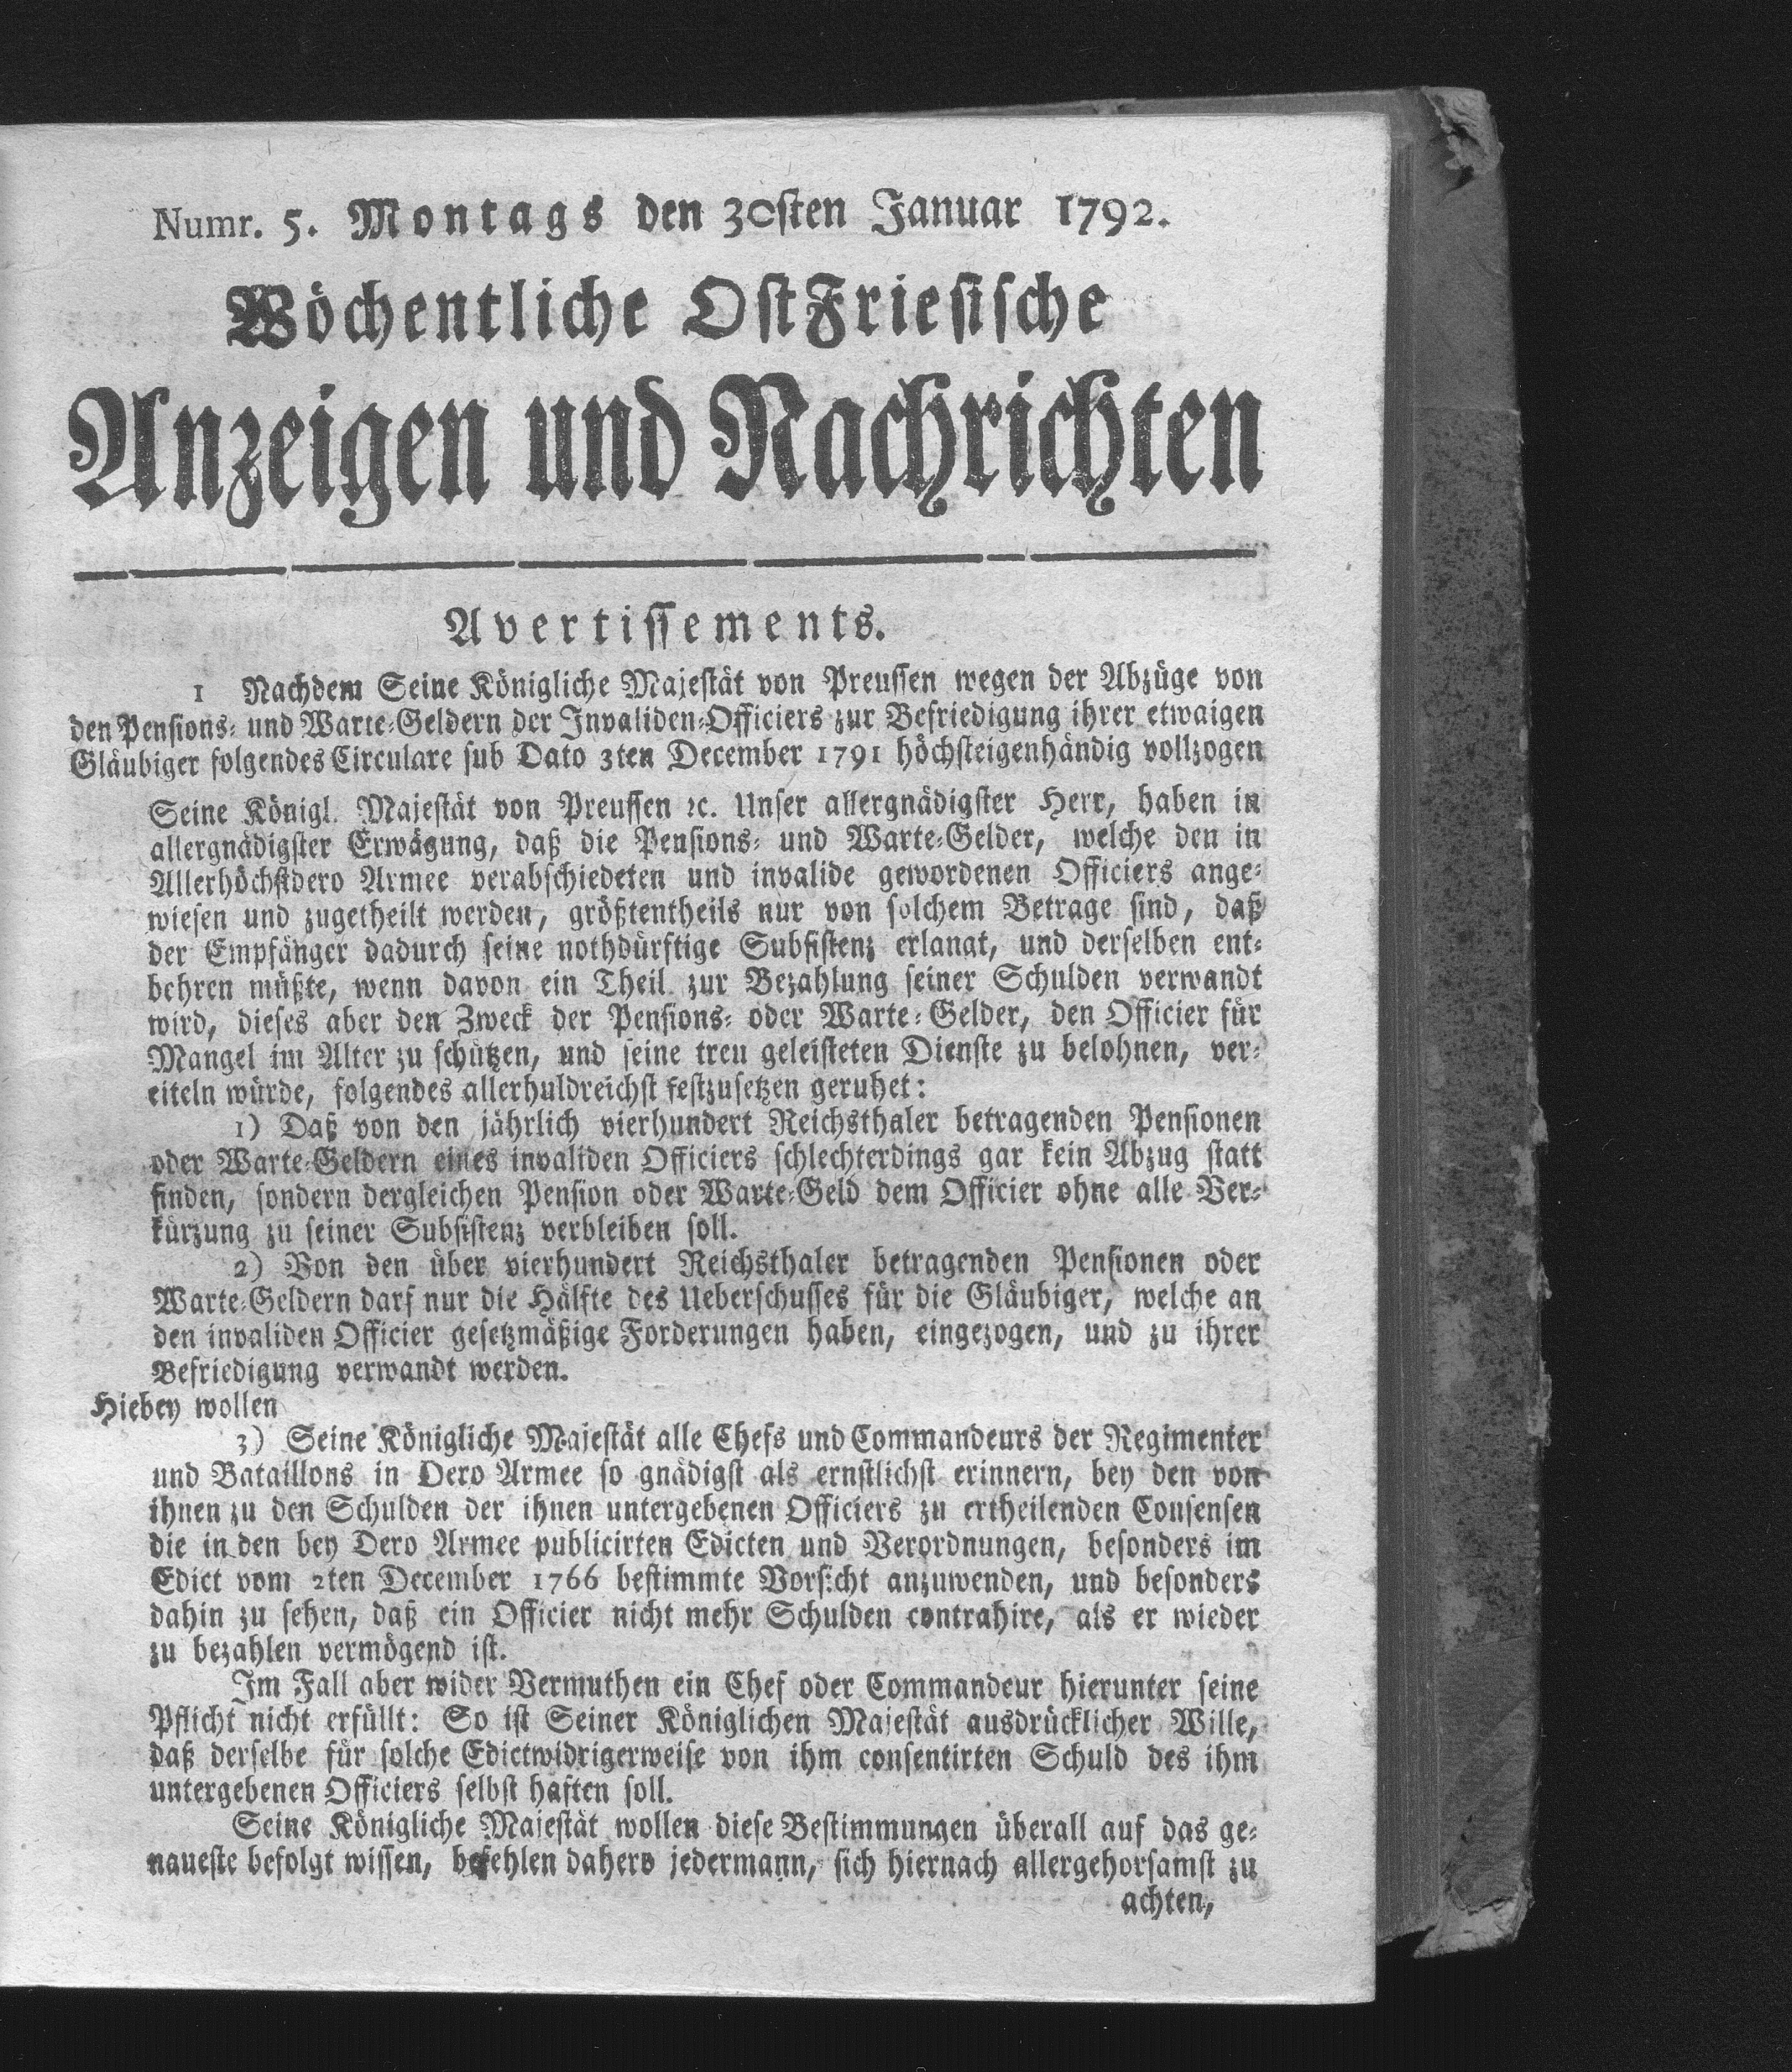 Numr. 5. Montags den 30sten Januar 1792.
Wöchentliche OstFriesische
Anzeigen und Nachrichten
Avertissements.
1 Nachdem Seine Königliche Majestät von Preussen wegen der Abzüge von
den Pensions- und Warte-Geldern der Invaliden-Officiers zur Befriedigung ihrer etwaigen
Gläubiger folgendes Circulare sub Dato 3ten December 1791 höchsteigenhändig vollzogen
Seine Königl. Majestät von Preussen ꝛc. Unser allergnädigster Herr, haben in
allergnädigster Erwägung, daß die Pensions- und Warte-Gelder, welche den in
Allerhöchstdero Armee verabschiedeten und invalide gewordenen Officiers ange-
wiesen und zugetheilt werden, größtentheils nur von solchem Betrage sind, daß
der Empfänger dadurch seine nothdürftige Subsistenz erlanat, und derselben ent-
behren müßte, wenn davon ein Theil zur Bezahlung seiner Schulden verwandt
wird, dieses aber den Zweck der Pensions- oder Warte-Gelder, den Officier für
Mangel im Alter zu schützen, und seine treu geleisteten Dienste zu belohnen, ver-
eiteln würde, folgendes allerhuldreichst festzusetzen geruhet:
1) Daß von den jährlich vierhundert Reichsthaler betragenden Pensionen
oder Warte-Geldern eines invaliden Officiers schlechterdings gar kein Abzug statt
finden, sondern dergleichen Pension oder Warte-Geld dem Officier ohne alle Ver-
kürzung zu seiner Subsistenz verbleiben soll.
2) Von den über vierhundert Reichsthaler betragenden Pensionen oder
Warte-Geldern darf nur die Hälfte des Ueberschusses für die Gläubiger, welche an
den invaliden Officier gesetzmäßige Forderungen haben, eingezogen, und zu ihrer
Befriedigung verwandt werden.
Hiebey wollen
3) Seine Königliche Majestät alle Chefs und Commandeurs der Regimenter
und Bataillons in Dero Armee so gnädigst als ernstlichst erinnern, bey den von
ihnen zu den Schulden der ihnen untergebenen Officiers zu ertheilenden Consensen
die in den bey Dero Armee publicirten Edicten und Verordnungen, besonders im
Edict vom 2ten December 1766 bestimmte Vorsicht anzuwenden, und besonders
dahin zu sehen, daß ein Officier nicht mehr Schulden contrahire, als er wieder
zu bezahlen vermögend ist.
Im Fall aber wider Vermuthen ein Chef oder Commandeur hierunter seine
Pflicht nicht erfüllt: So ist Seiner Königlichen Majestät ausdrücklicher Wille,
daß derselbe für solche Edictwidrigerweise von ihm consentirten Schuld des ihm
untergebenen Officiers selbst haften soll.
Seine Königliche Majestät wollen diese Bestimmungen überall auf das ge-
naueste befolgt wissen, befehlen dahero jedermann, sich hiernach allergehorsamst zu
achten,